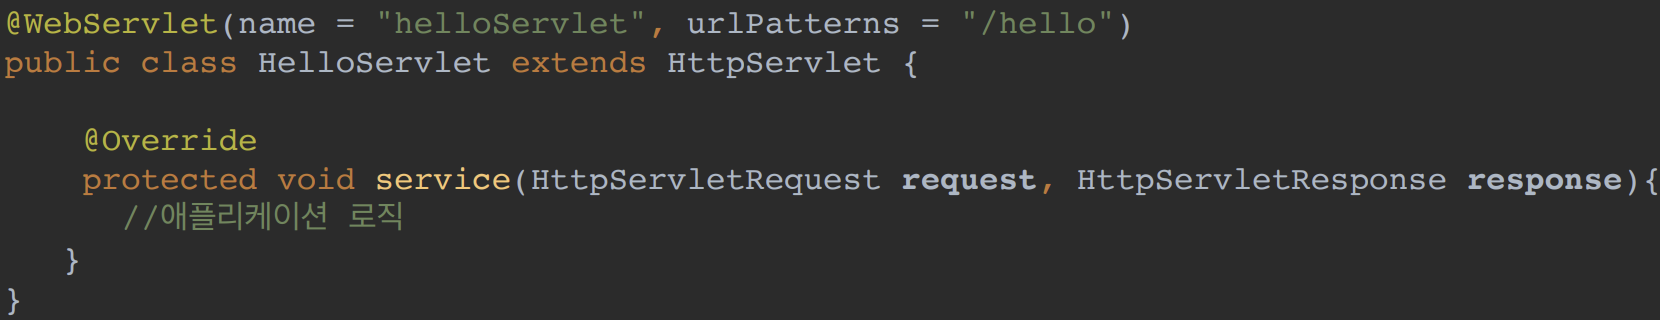 @WebServlet(name = "helloServlet", urlPatterns = "/hello")
public class HelloServlet extends HttpServlet {
@Override
protected void service(HttpServletRequest request, HttpServletResponse response){
//애플리케이션 로직
}
}